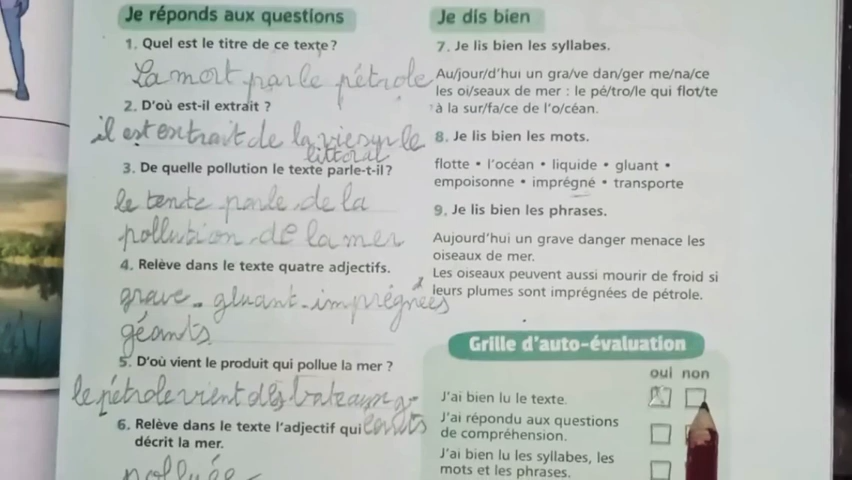 Je réponds aux questions
1. Quel est le titre de ce texte ?
La mort parle pétrole
2. D'où est-il extrait ?
il est extrait de la vie sur le
littoral
3. De quelle pollution le texte parle-t-il ?
le texte parle de la
pollution de la mer
4. Relève dans le texte quatre adjectifs.
grave - gluant - imprégnées
géants
5. D'où vient le produit qui pollue la mer ?
le pétrole vient des bateaux
6. Relève dans le texte l'adjectif qui
décrit la mer.
polluée
Je dis bien
7. Je lis bien les syllabes.
Au/jour/d'hui un gra/ve dan/ger me/na/ce
les oi/seaux de mer : le pé/tro/le qui flot/te
à la sur/fa/ce de l'o/céan.
8. Je lis bien les mots.
flotte • l'océan • liquide • gluant •
empoisonne • imprégné • transporte
9. Je lis bien les phrases.
Aujourd'hui un grave danger menace les
oiseaux de mer.
Les oiseaux peuvent aussi mourir de froid si
leurs plumes sont imprégnées de pétrole.
Grille d'auto-évaluation
oui non
J'ai bien lu le texte.
J'ai répondu aux questions
de compréhension.
J'ai bien lu les syllabes, les
mots et les phrases.